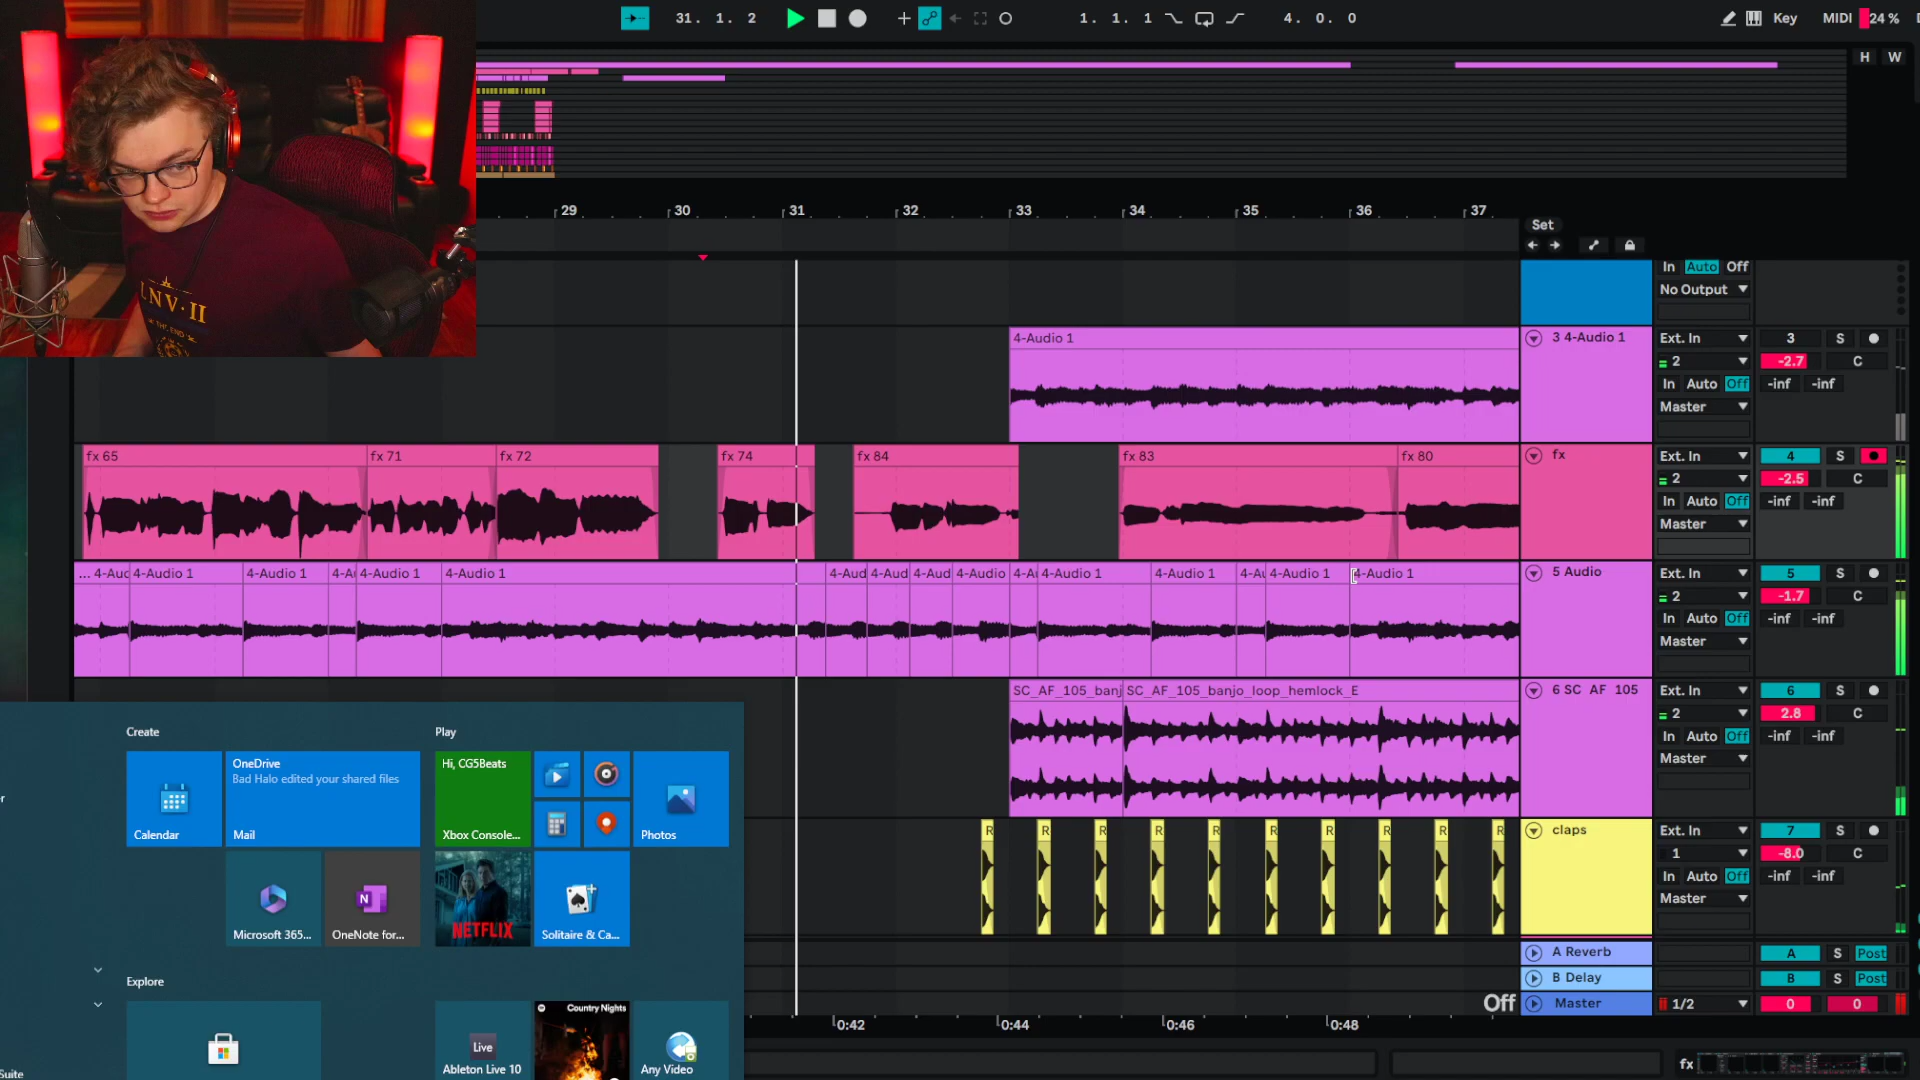 31. 1. 2
1. 1. 1
4. 0. 0
Key
MIDI
24 %
H W
29 30 31 32 33 34 35 36 37
Set
In Auto Off
No Output
4-Audio 1
3 4-Audio 1
Ext. In
3 S
2
-2.7 C
In Auto Off
-inf -inf
Master
fx 65
fx 71
fx 72
fx 74
fx 84
fx 83
fx 80
fx
Ext. In
4 S
2
-2.5 C
In Auto Off
-inf -inf
Master
... 4-Aud
4-Audio 1
4-Audio 1
4-Au
4-Audio 1
4-Audio 1
4-Aud
4-Aud
4-Aud
4-Audio
4-Au
4-Audio 1
4-Audio 1
4-Au
4-Audio 1
4-Audio 1
5 Audio
Ext. In
5 S
2
-1.7 C
In Auto Off
-inf -inf
Master
SC_AF_105_banj
SC_AF_105_banjo_loop_hemlock_E
6 SC AF 105
Ext. In
6 S
2
2.8 C
In Auto Off
-inf -inf
Master
R R R R R R R R R R
claps
Ext. In
7 S
1
-8.0 C
In Auto Off
-inf -inf
Master
A Reverb
A S Post
B Delay
B S Post
Off
Master
1/2
0 0
0:42 0:44 0:46 0:48
fx
UNV·II
THE END
Create
Play
Calendar
OneDrive
Bad Halo edited your shared files
Mail
Hi, CG5Beats
Xbox Console...
Photos
Microsoft 365...
OneNote for...
NETFLIX
Solitaire & Ca...
Explore
Live
Ableton Live 10
Country Nights
Any Video
Suite